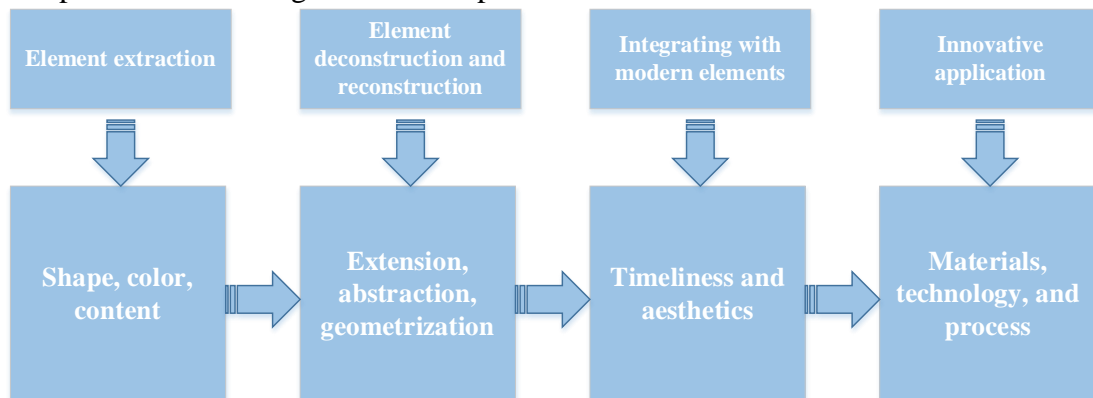 Element extraction
Element
deconstruction and
reconstruction
Integrating with
modern elements
Innovative
application
Shape, color,
content
Extension,
abstraction,
geometrization
Timeliness and
aesthetics
Materials,
technology, and
process